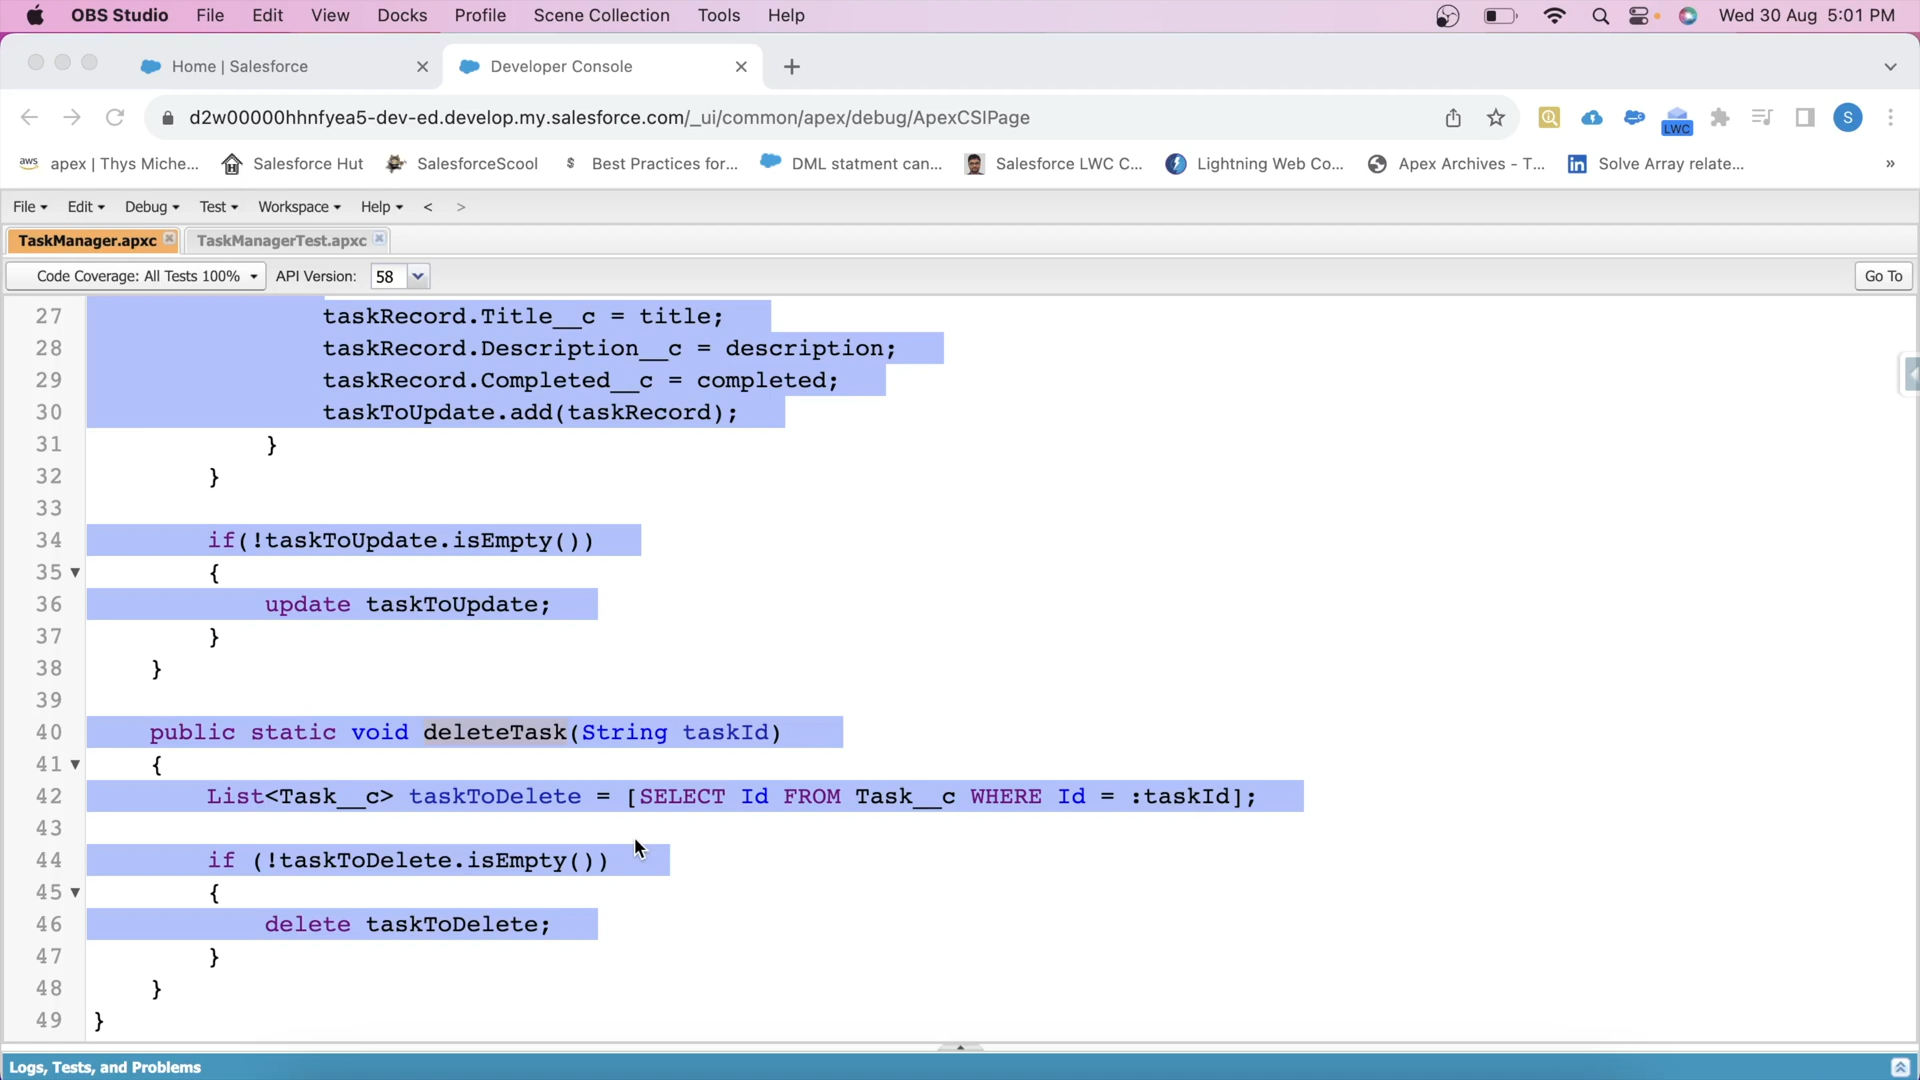 OBS Studio File Edit View Docks Profile Scene Collection Tools Help Wed 30 Aug 5:01 PM
Home | Salesforce Developer Console
d2w00000hhnfyea5-dev-ed.develop.my.salesforce.com/_ui/common/apex/debug/ApexCSIPage LWC S
aws apex | Thys Miche... Salesforce Hut SalesforceScool $ Best Practices for... DML statment can... Salesforce LWC C... Lightning Web Co... Apex Archives - T... in Solve Array relate... »
File Edit Debug Test Workspace Help < >
TaskManager.apxc TaskManagerTest.apxc
Code Coverage: All Tests 100% API Version: 58 Go To
27 taskRecord.Title__c = title;
28 taskRecord.Description__c = description;
29 taskRecord.Completed__c = completed;
30 taskToUpdate.add(taskRecord);
31 }
32 }
33
34 if(!taskToUpdate.isEmpty())
35 {
36 update taskToUpdate;
37 }
38 }
39
40 public static void deleteTask(String taskId)
41 {
42 List<Task__c> taskToDelete = [SELECT Id FROM Task__c WHERE Id = :taskId];
43
44 if (!taskToDelete.isEmpty())
45 {
46 delete taskToDelete;
47 }
48 }
49 }
Logs, Tests, and Problems